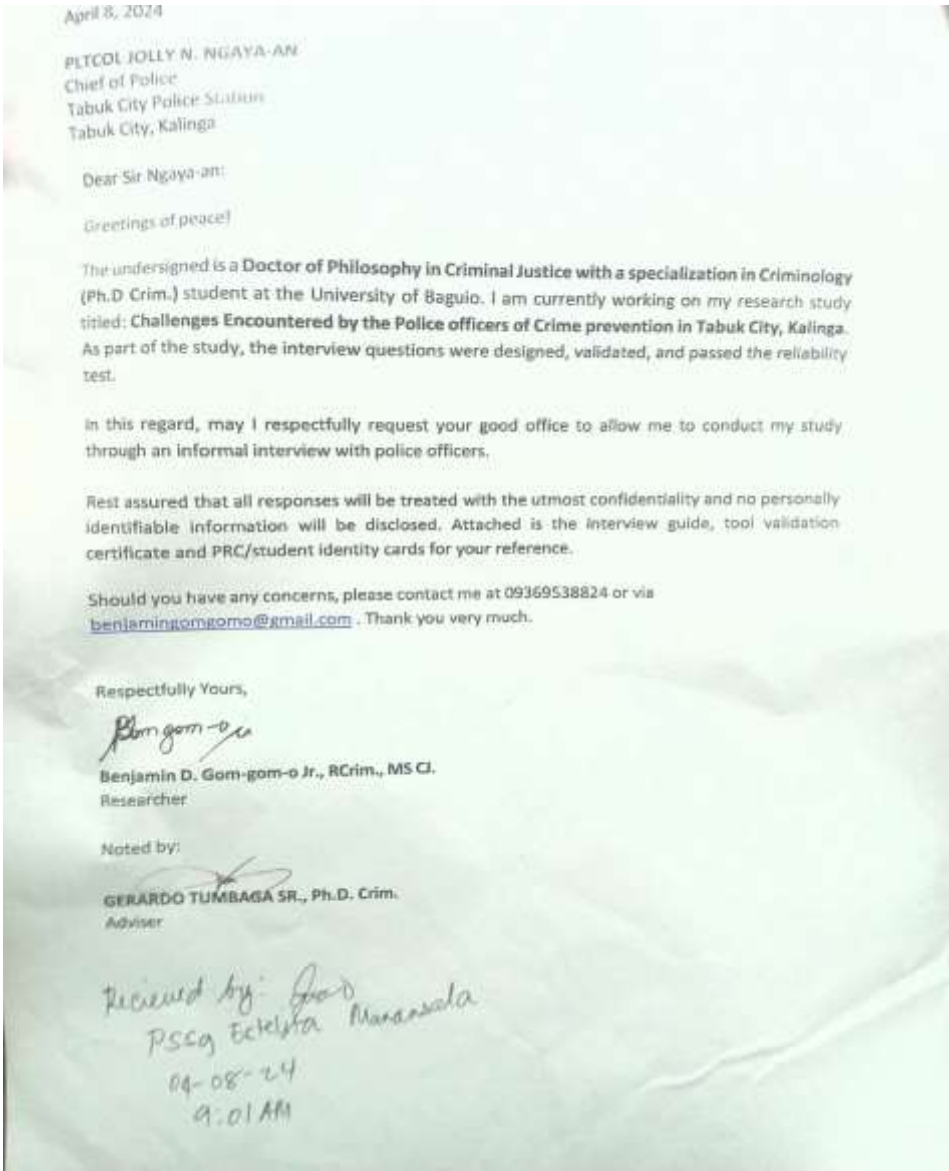 April 8, 2024
PLTCOL JOLLY N. NGAYA-AN
Chief of Police
Tabuk City Police Station
Tabuk City, Kalinga
Dear Sir Ngaya-an:
Greetings of peace!
The undersigned is a Doctor of Philosophy in Criminal Justice with a specialization in Criminology
(Ph.D Crim.) student at the University of Baguio. I am currently working on my research study
titled: Challenges Encountered by the Police officers of Crime prevention in Tabuk City, Kalinga.
As part of the study, the interview questions were designed, validated, and passed the reliability
test.
In this regard, may I respectfully request your good office to allow me to conduct my study
through an informal interview with police officers.
Rest assured that all responses will be treated with the utmost confidentiality and no personally
identifiable information will be disclosed. Attached is the interview guide, tool validation
certificate and PRC/student identity cards for your reference.
Should you have any concerns, please contact me at 09369538824 or via
benjamingomgomo@gmail.com . Thank you very much.
Respectfully Yours,
Benjamin D. Gom-gom-o Jr., RCrim., MS CJ.
Researcher
Noted by:
GERARDO TUMBAGA SR., Ph.D. Crim.
Adviser
Recieved by:
PSSg Manansala
04-08-24
9:01 AM